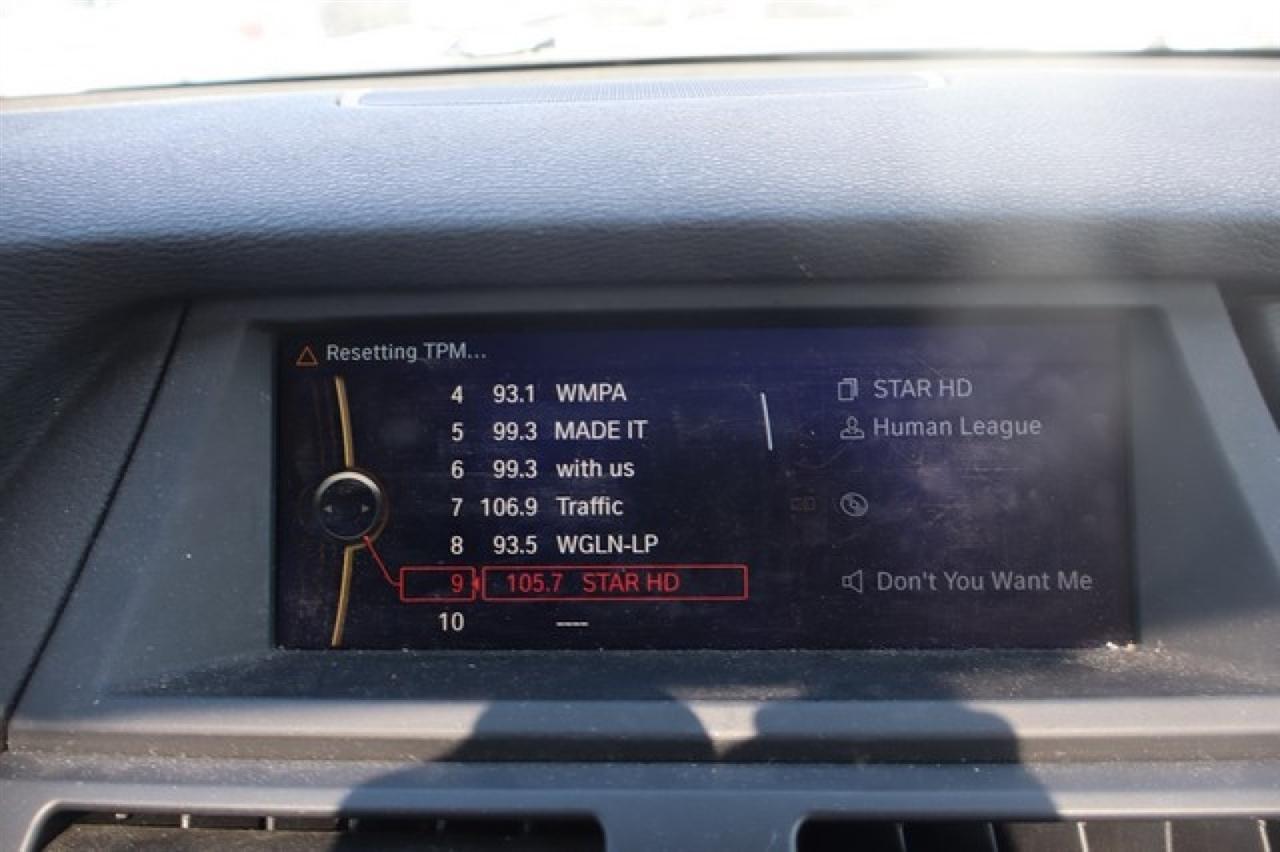 Resetting TPM...
4 93.1 WMPA
5 99.3 MADE IT
6 99.3 with us
7 106.9 Traffic
8 93.5 WGLN-LP
9 105.7 STAR HD
10 ----
STAR HD
Human League
Don't You Want Me